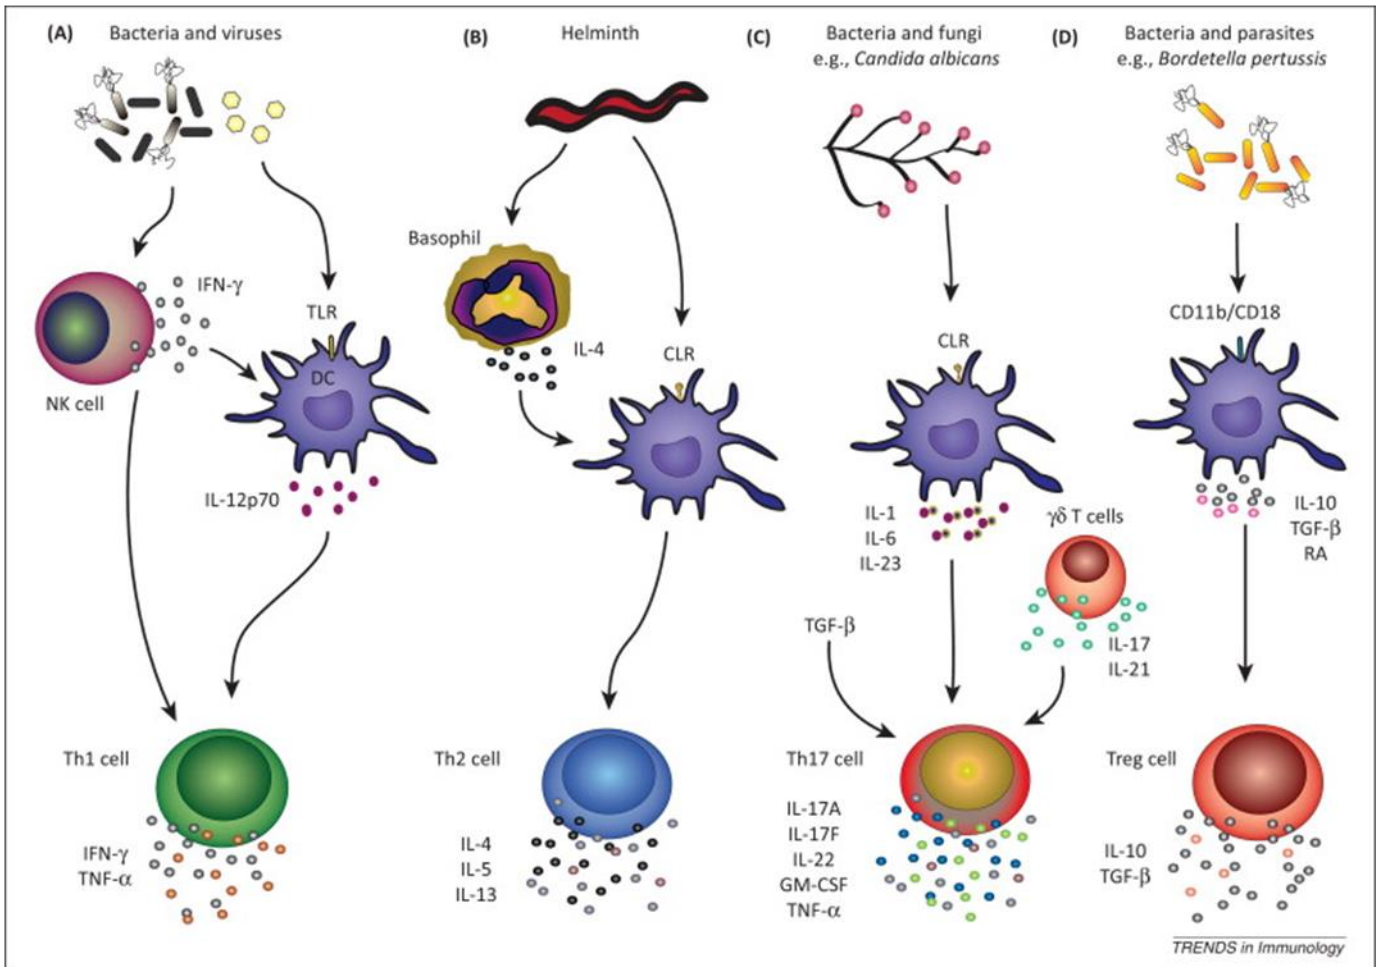 (A) Bacteria and viruses
IFN-γ
TLR
DC
NK cell
IL-12p70
Th1 cell
IFN-γ
TNF-α
(B) Helminth
Basophil
IL-4
CLR
Th2 cell
IL-4
IL-5
IL-13
(C) Bacteria and fungi
e.g., Candida albicans
CLR
IL-1
IL-6
IL-23
γδ T cells
TGF-β
IL-17
IL-21
Th17 cell
IL-17A
IL-17F
IL-22
GM-CSF
TNF-α
(D) Bacteria and parasites
e.g., Bordetella pertussis
CD11b/CD18
IL-10
TGF-β
RA
Treg cell
IL-10
TGF-β
TRENDS in Immunology